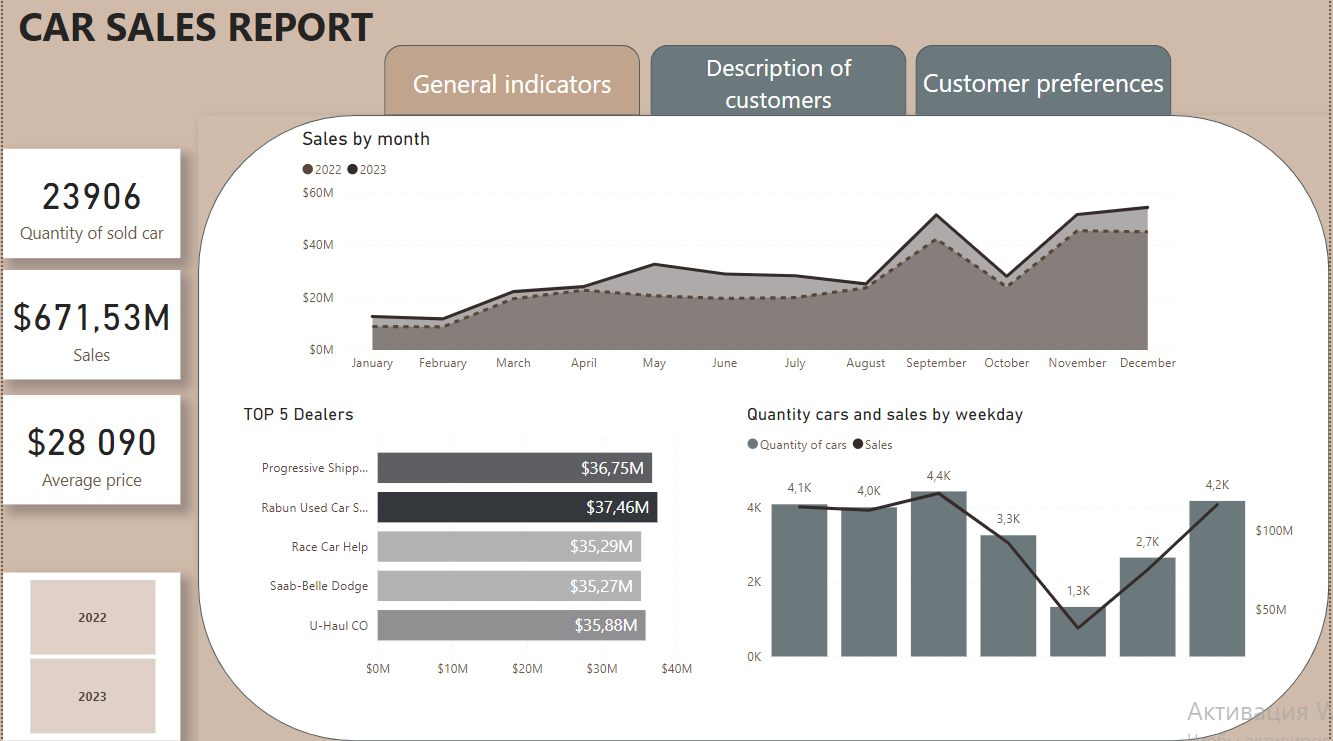 CAR SALES REPORT
General indicators
Description of
customers
Customer preferences
23906
Quantity of sold car
$671,53M
Sales
$28 090
Average price
2022
2023
Sales by month
2022 2023
$60M
$40M
$20M
$0M
January February March April May June July August September October November December
TOP 5 Dealers
Progressive Shipp... $36,75M
Rabun Used Car S... $37,46M
Race Car Help $35,29M
Saab-Belle Dodge $35,27M
U-Haul CO $35,88M
$0M $10M $20M $30M $40M
Quantity cars and sales by weekday
Quantity of cars Sales
4,1K 4,0K 4,4K 3,3K 1,3K 2,7K 4,2K
4K
2K
0K
$100M
$50M
Активация W